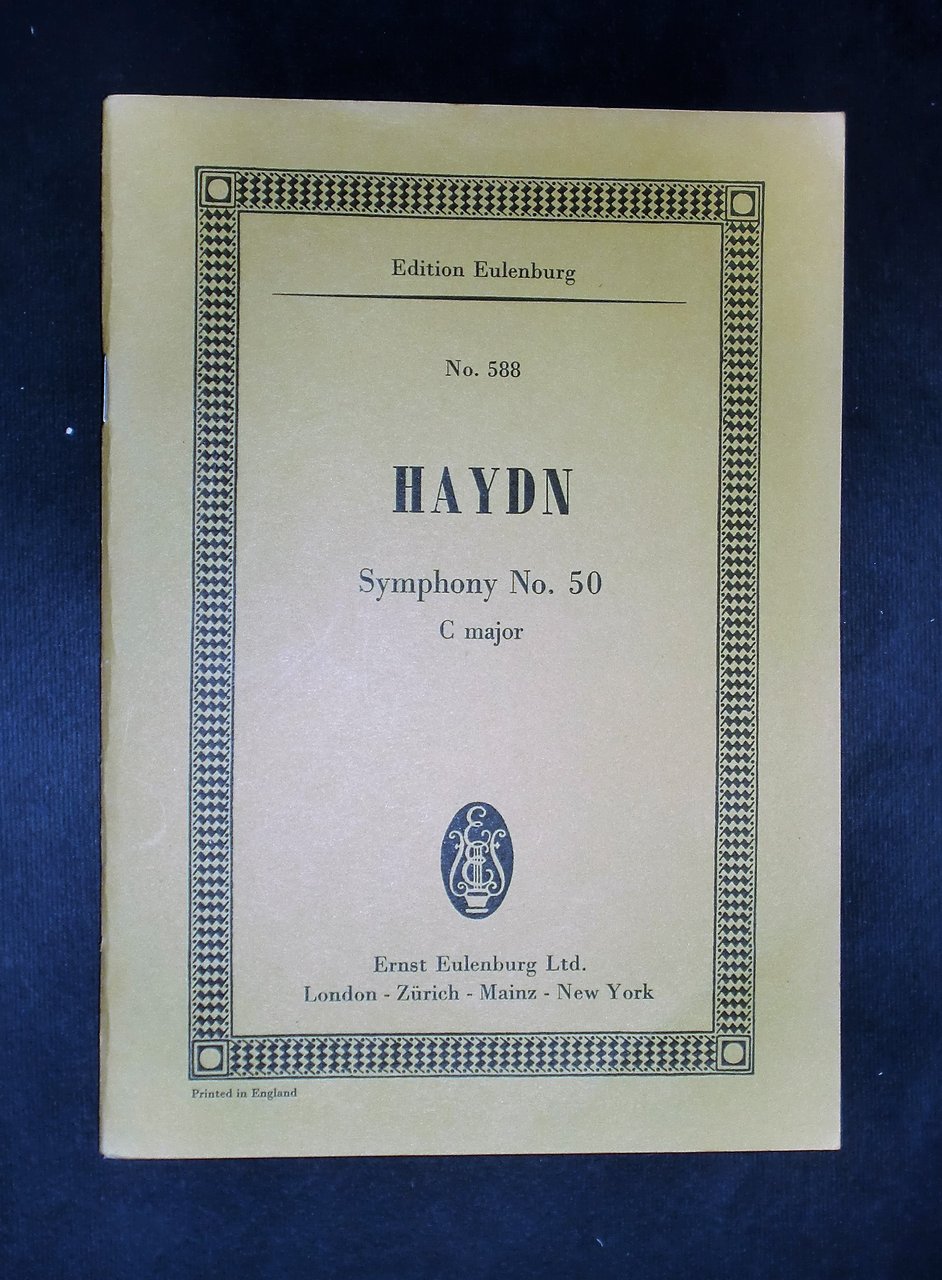 Edition Eulenburg
No. 588
HAYDN
Symphony No. 50
C major
Ernst Eulenburg Ltd.
London - Zürich - Mainz - New York
Printed in England